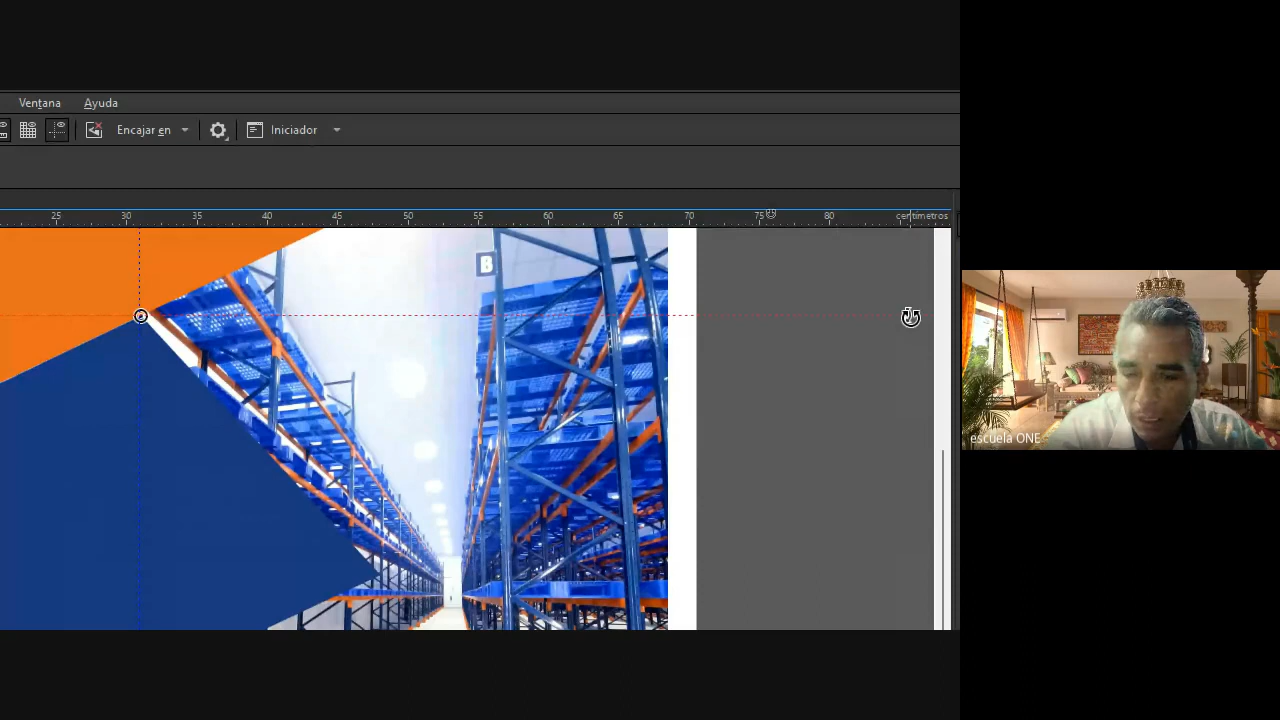 Ventana Ayuda
Encajar en Iniciador
25 30 35 40 45 50 55 60 65 70 75 80 centímetros
B
escuela ONE